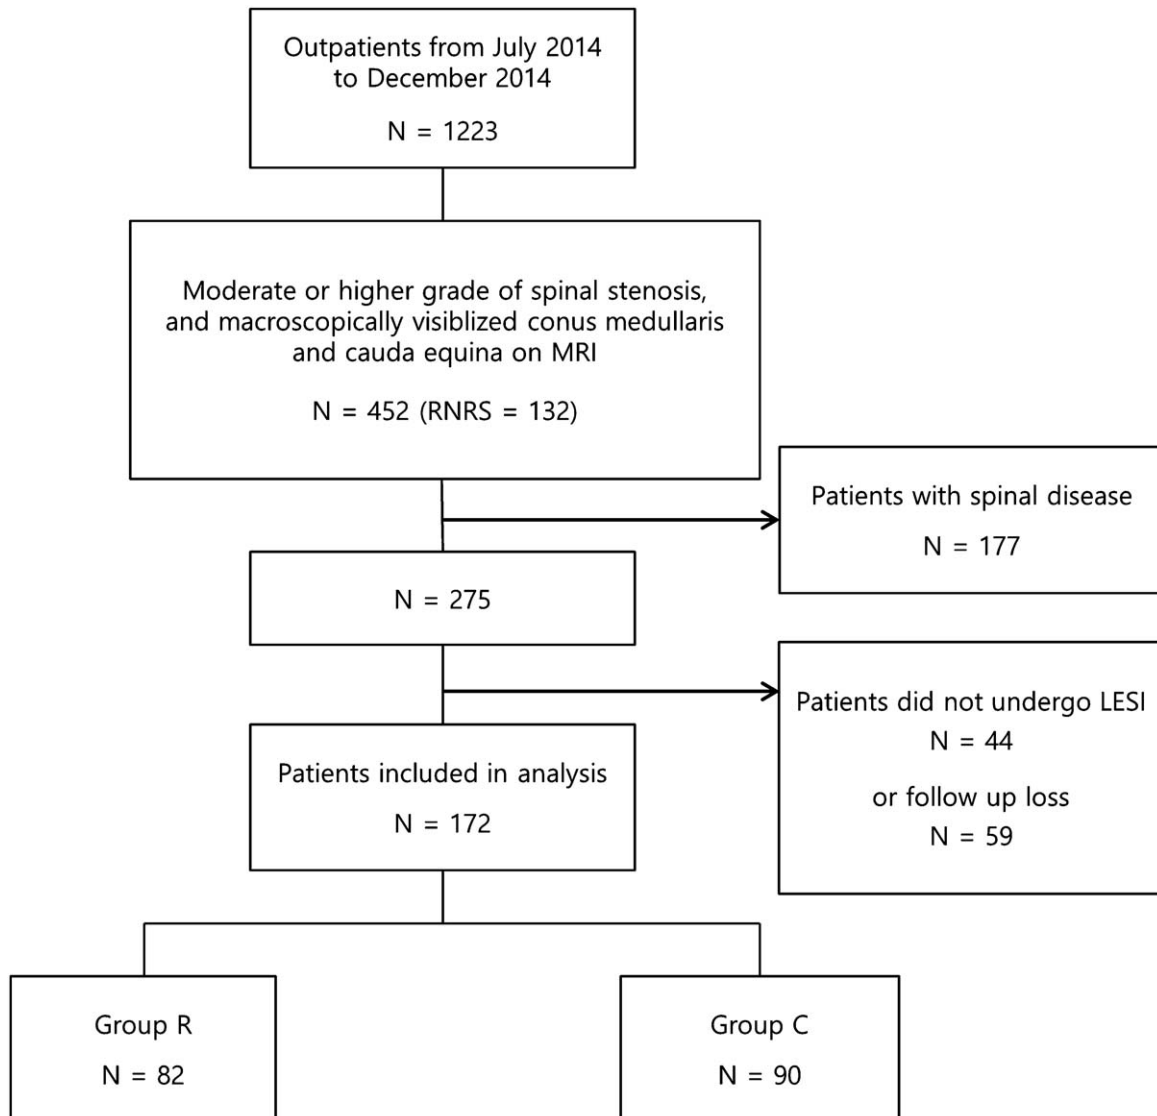 Outpatients from July 2014
to December 2014
N = 1223
Moderate or higher grade of spinal stenosis,
and macroscopically visiblized conus medullaris
and cauda equina on MRI
N = 452 (RNRS = 132)
Patients with spinal disease
N = 177
N = 275
Patients did not undergo LESI
N = 44
or follow up loss
N = 59
Patients included in analysis
N = 172
Group R
N = 82
Group C
N = 90